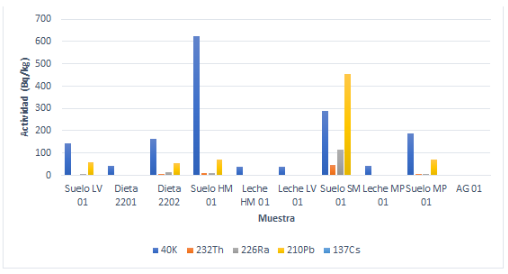 700
600
500
400
300
200
100
0
Actividad (Bq/kg)
Suelo LV 01
Dieta 2201
Dieta 2202
Suelo HM 01
Leche HM 01
Leche LV 01
Suelo SM 01
Leche MP 01
Suelo MP 01
AG 01
Muestra
40K 232Th 226Ra 210Pb 137Cs